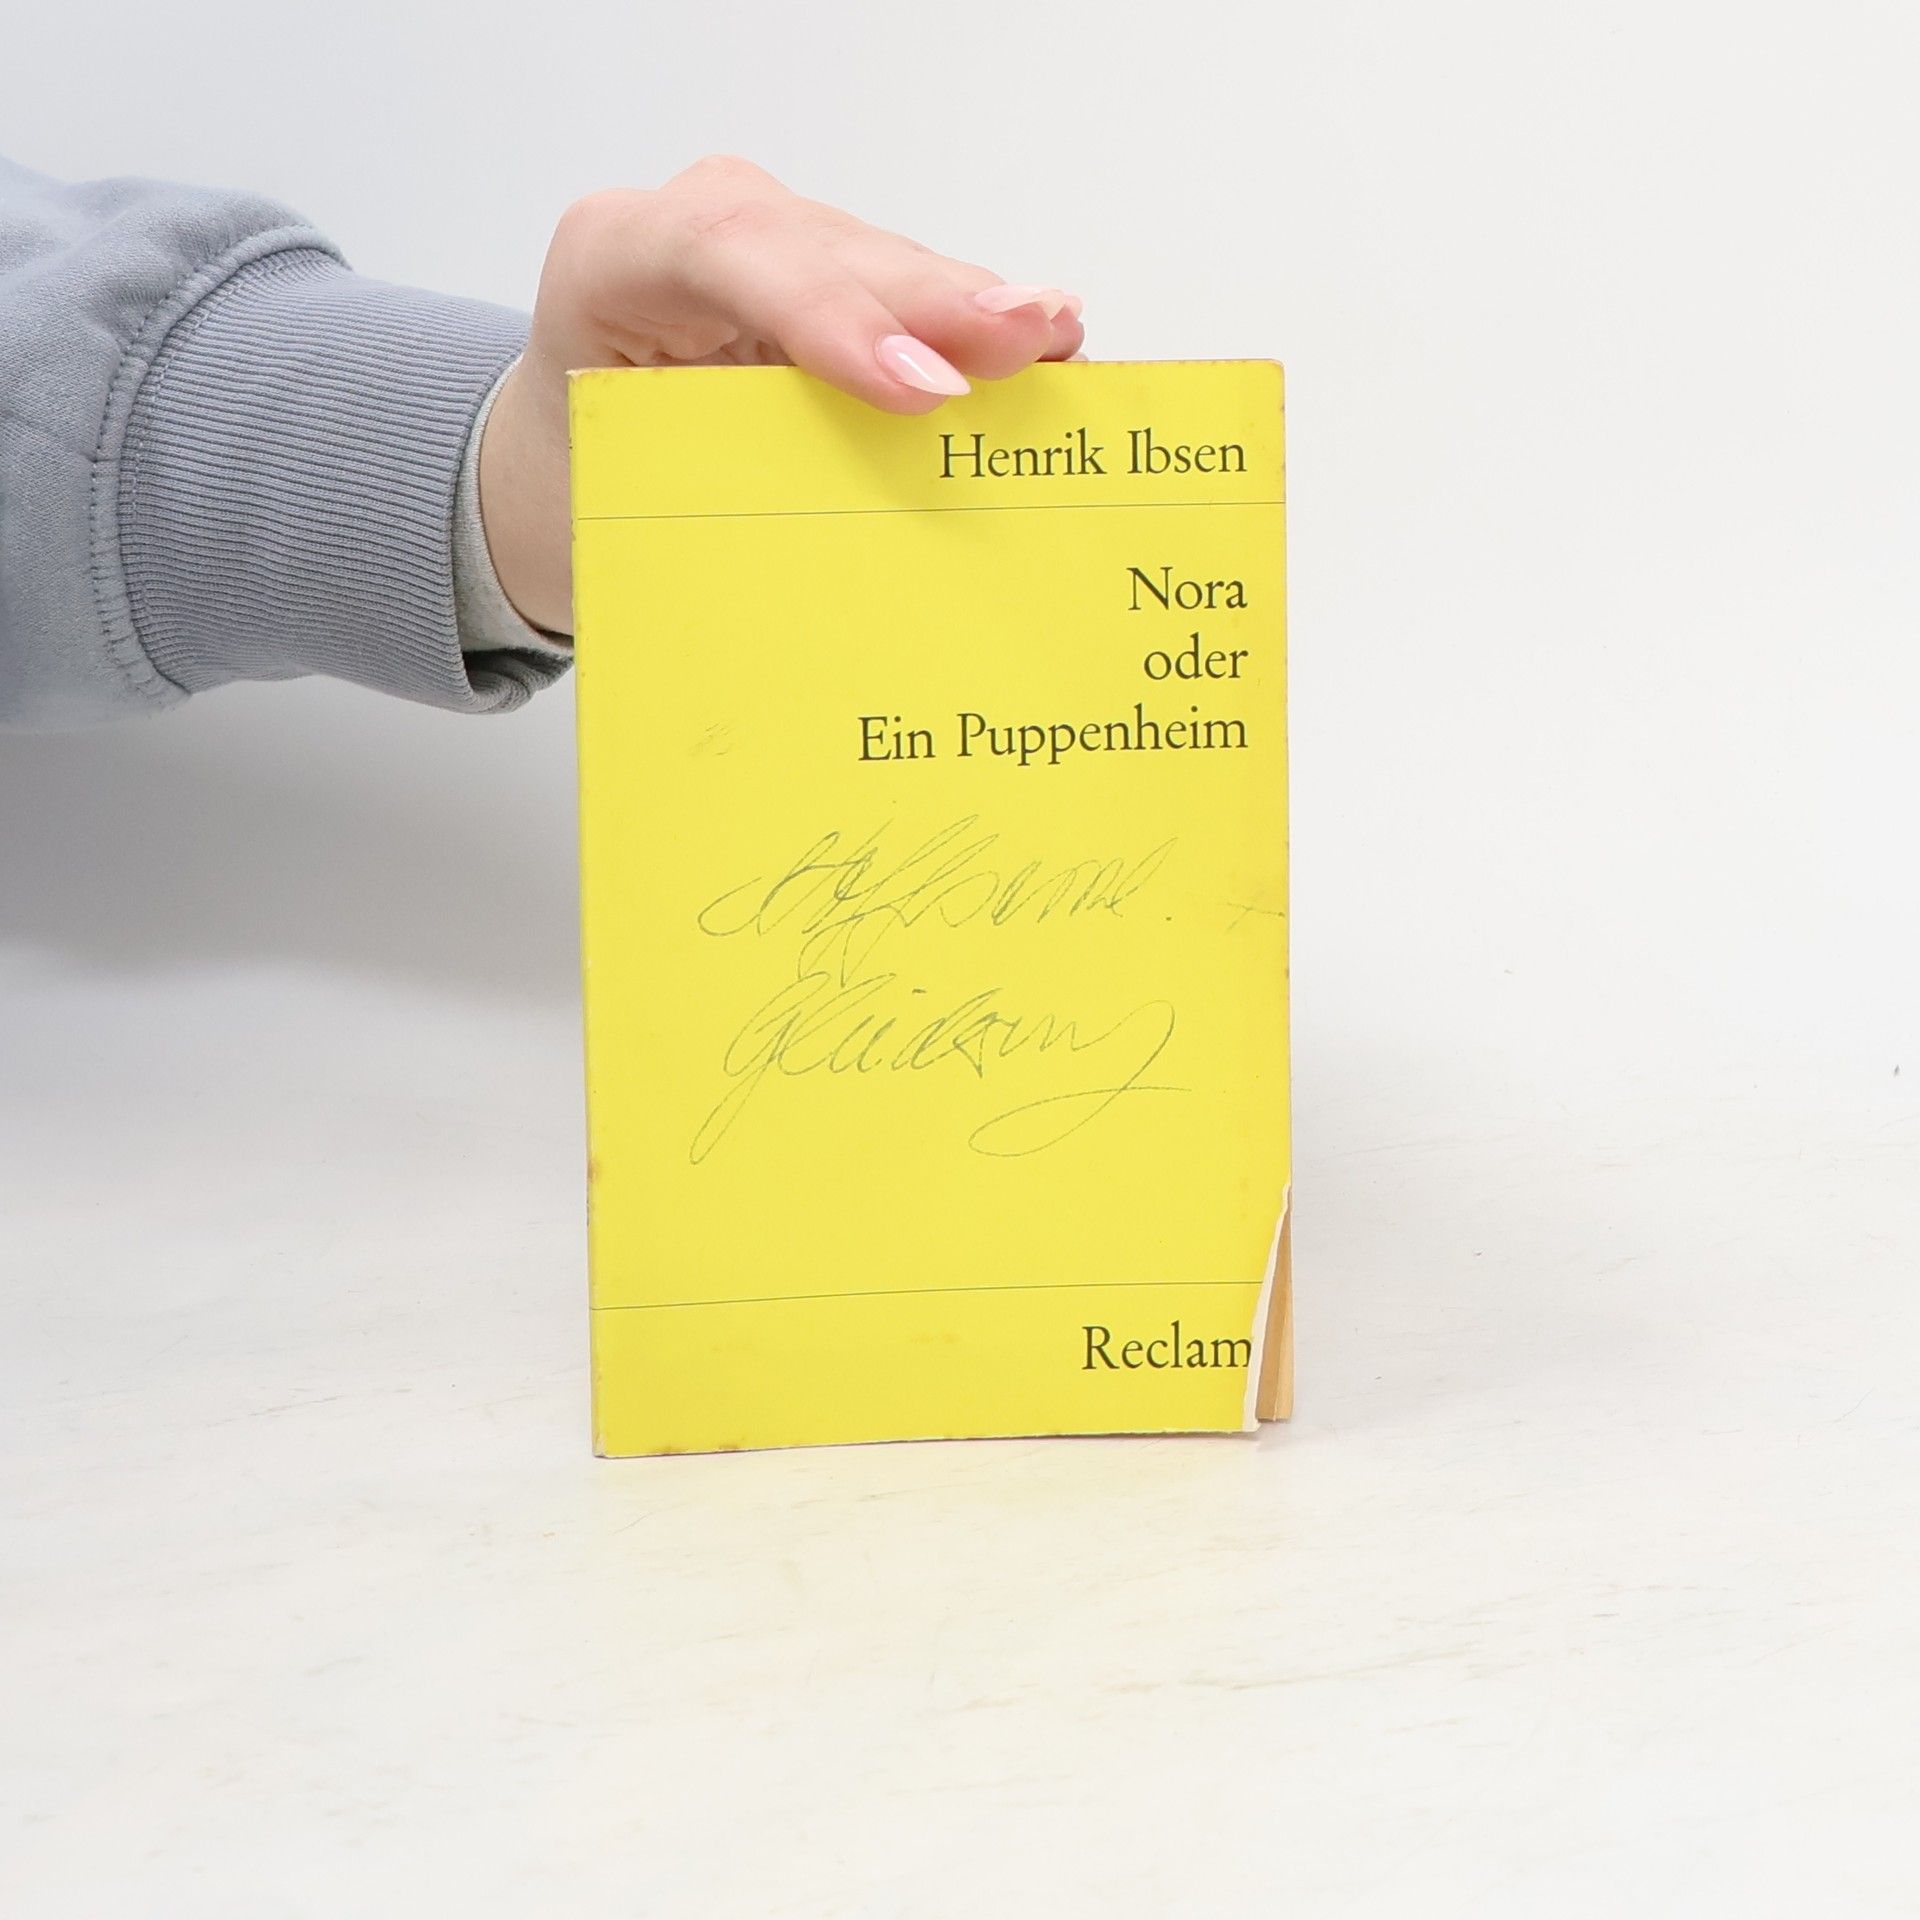 Henrik Ibsen
Nora
oder
Ein Puppenheim
Reclam